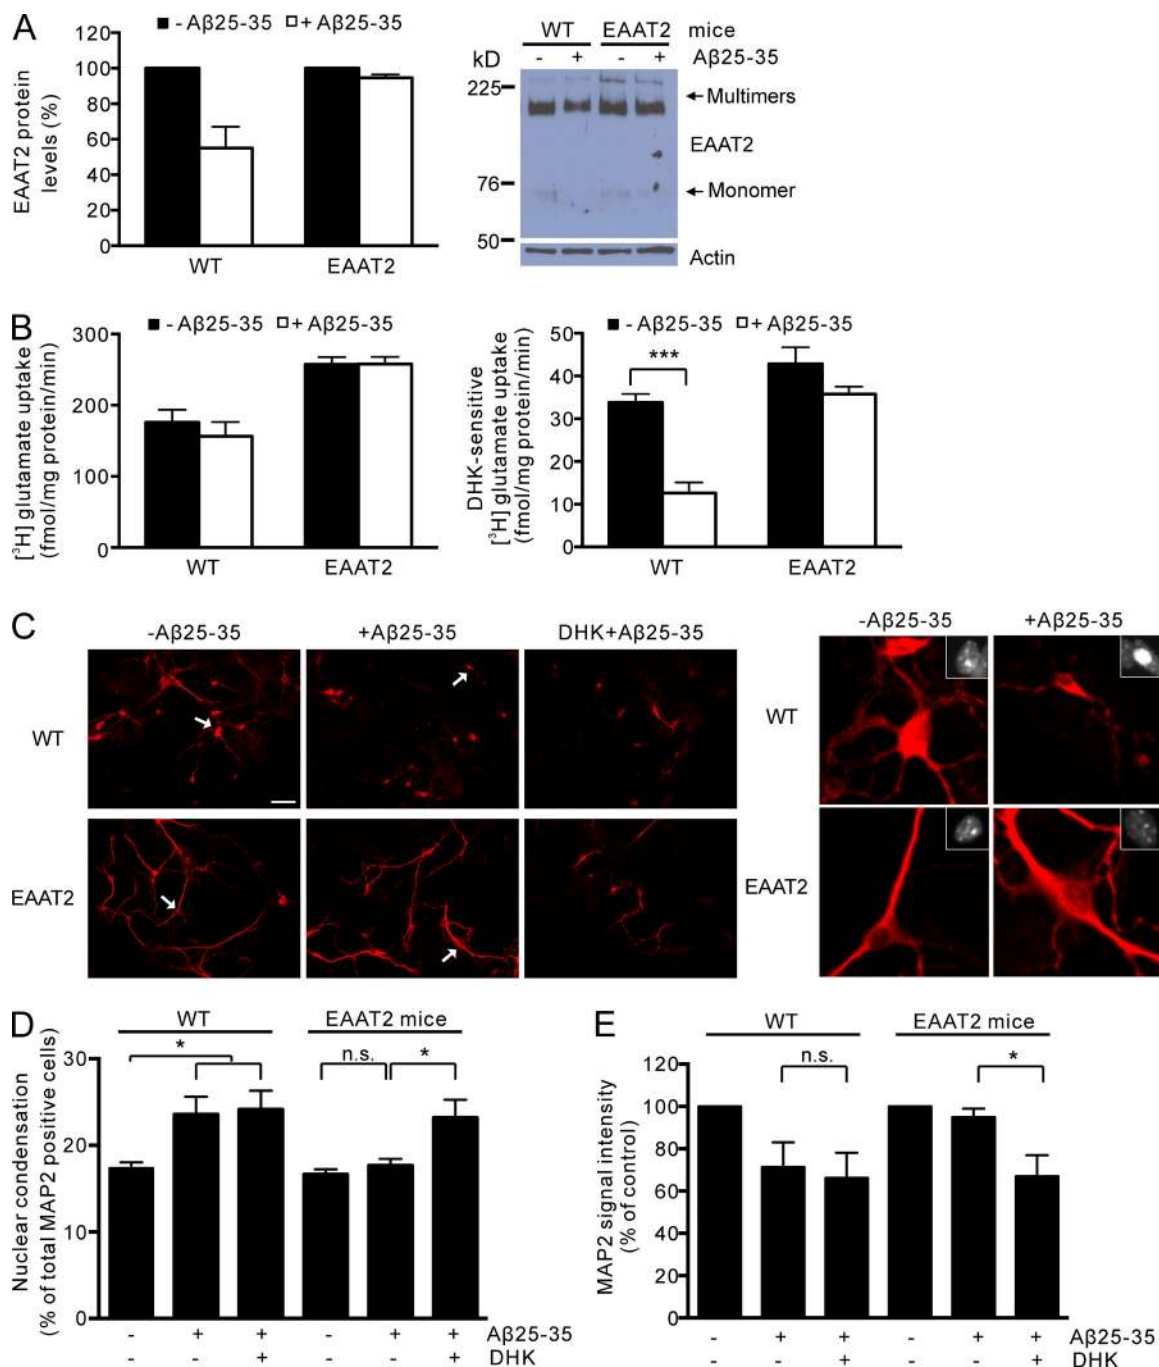 A
- Aβ25-35 + Aβ25-35
EAAT2 protein
levels (%)
120
100
80
60
40
20
0
WT EAAT2
WT EAAT2 mice
kD - + - + Aβ25-35
225
76
50
Multimers
EAAT2
Monomer
Actin
B
- Aβ25-35 + Aβ25-35
[³H] glutamate uptake
(fmol/mg protein/min)
300
200
100
0
WT EAAT2
- Aβ25-35 + Aβ25-35
DHK-sensitive
[³H] glutamate uptake
(fmol/mg protein/min)
50
40
30
20
10
0
***
WT EAAT2
C
-Aβ25-35 +Aβ25-35 DHK+Aβ25-35
WT
EAAT2
-Aβ25-35 +Aβ25-35
WT
EAAT2
D
WT EAAT2 mice
* n.s. *
Nuclear condensation
(% of total MAP2 positive cells)
30
20
10
0
- + + - + + Aβ25-35
- - + - - + DHK
E
WT EAAT2 mice
n.s. *
MAP2 signal intensity
(% of control)
120
100
80
60
40
20
0
- + + - + + Aβ25-35
- - + - - + DHK